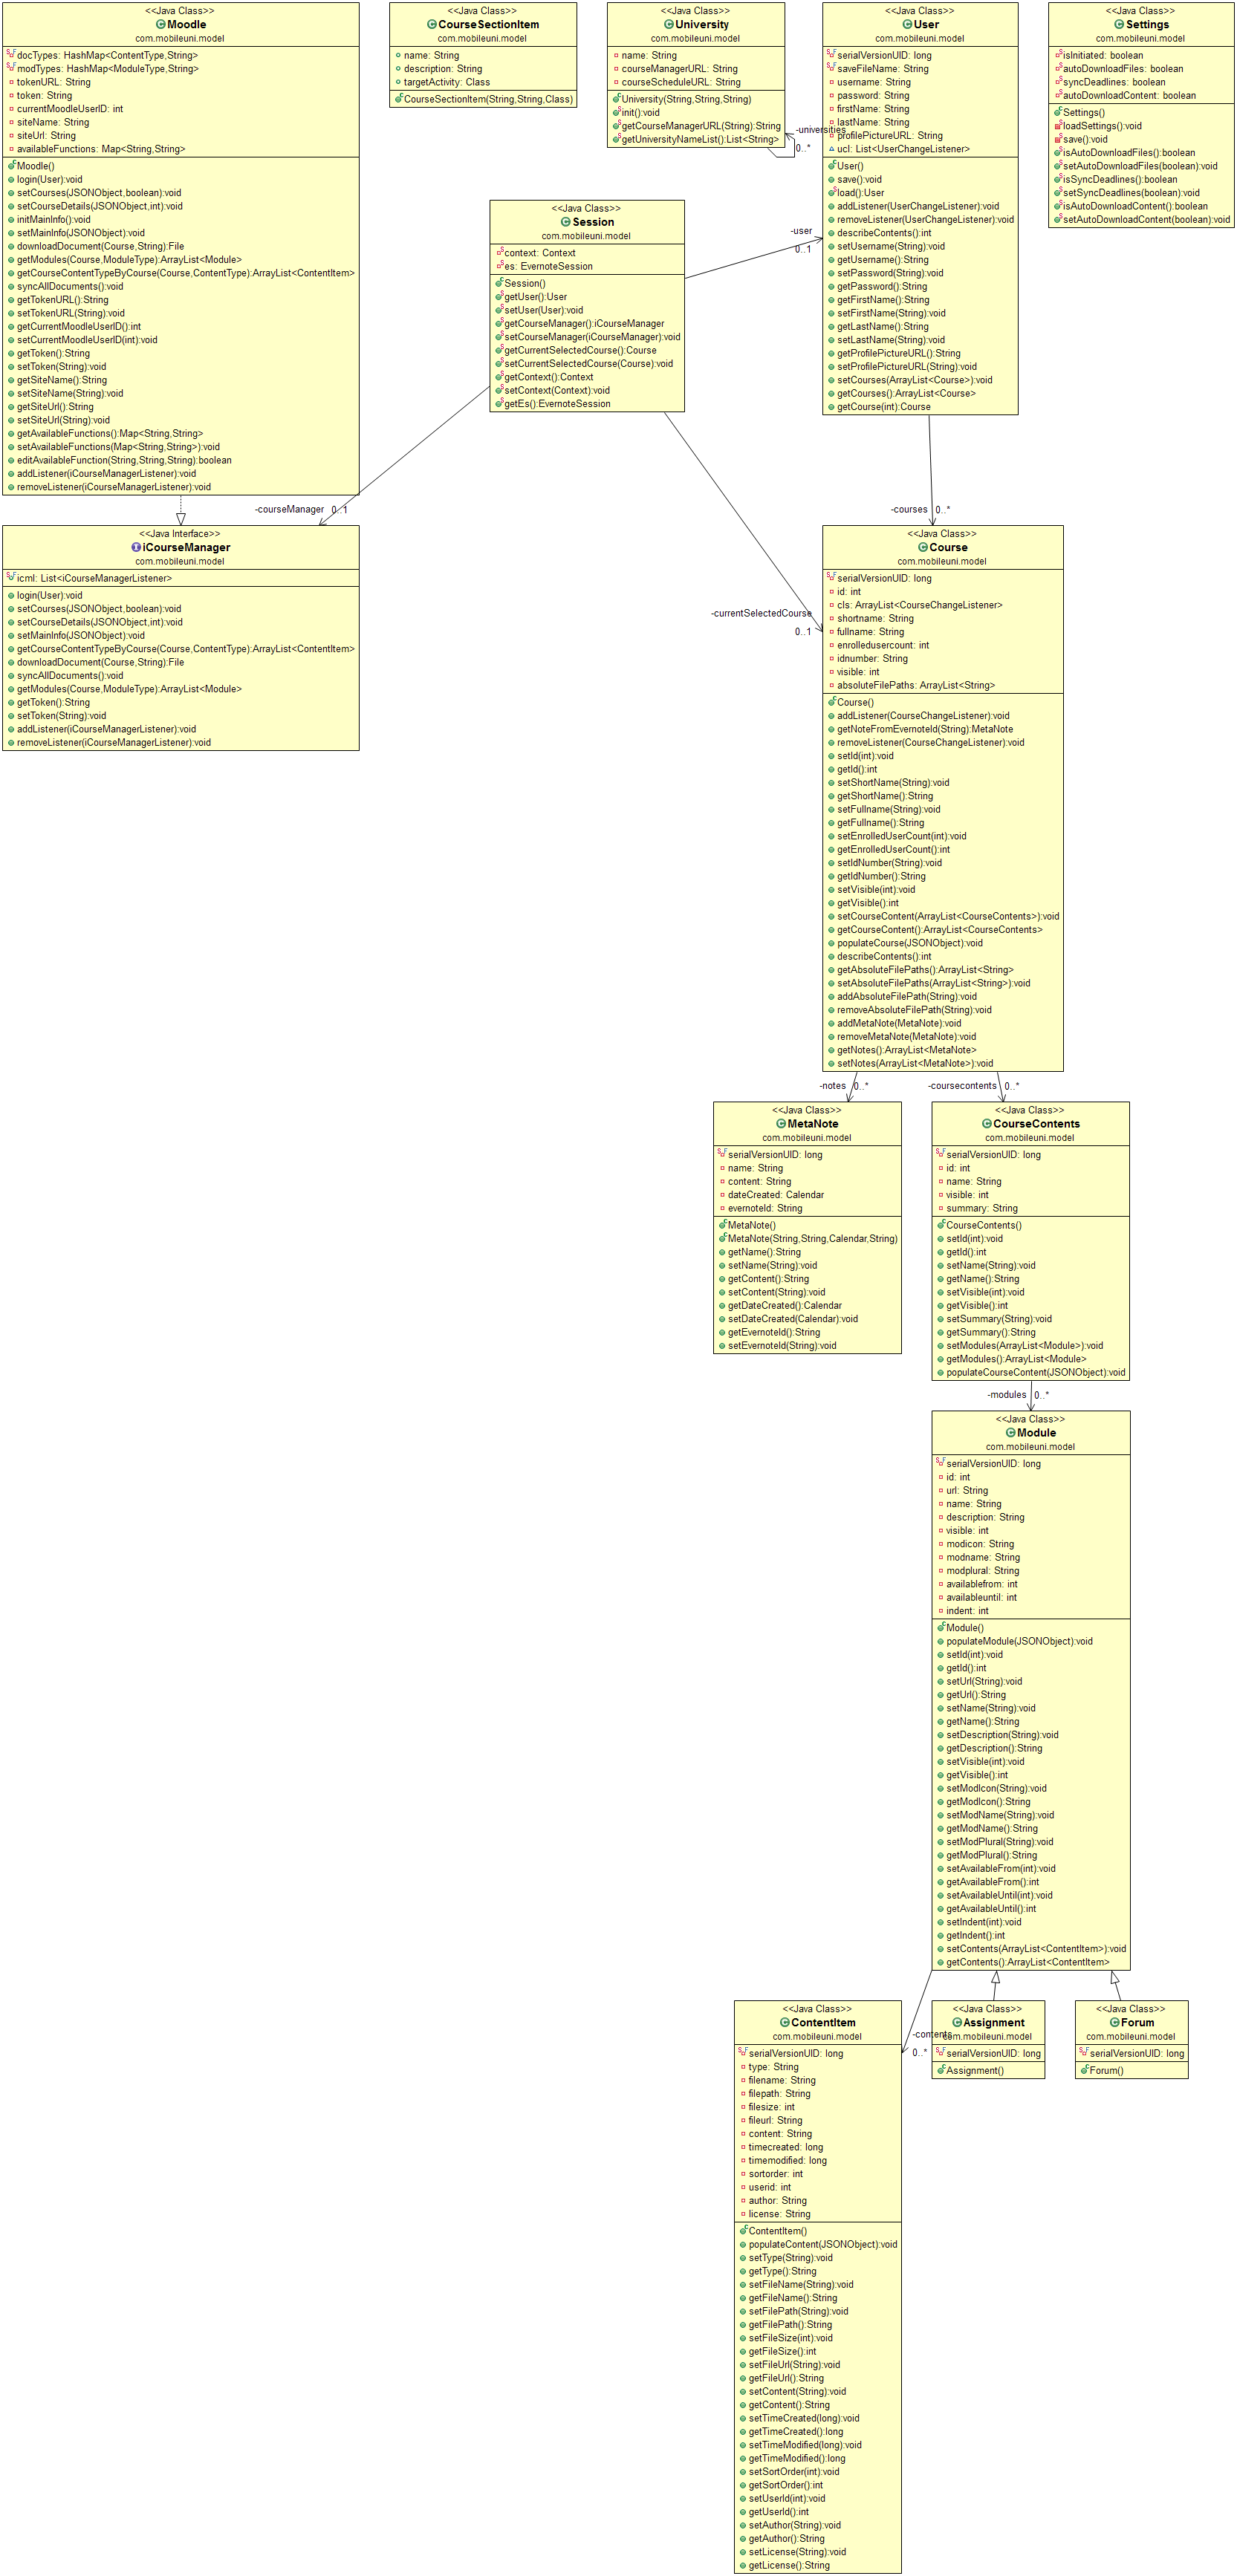 <<Java Class>>
Moodle
com.mobileuni.model
docTypes: HashMap<ContentType,String>
modTypes: HashMap<ModuleType,String>
tokenURL: String
token: String
currentMoodleUserID: int
siteName: String
siteUrl: String
availableFunctions: Map<String,String>
Moodle()
login(User):void
setCourses(JSONObject,boolean):void
setCourseDetails(JSONObject,int):void
initMainInfo():void
setMainInfo(JSONObject):void
downloadDocument(Course,String):File
getModules(Course,ModuleType):ArrayList<Module>
getCourseContentTypeByCourse(Course,ContentType):ArrayList<ContentItem>
syncAllDocuments():void
getTokenURL():String
setTokenURL(String):void
getCurrentMoodleUserID():int
setCurrentMoodleUserID(int):void
getToken():String
setToken(String):void
getSiteName():String
setSiteName(String):void
getSiteUrl():String
setSiteUrl(String):void
getAvailableFunctions():Map<String,String>
setAvailableFunctions(Map<String,String>):void
editAvailableFunction(String,String,String):boolean
addListener(iCourseManagerListener):void
removeListener(iCourseManagerListener):void
<<Java Class>>
CourseSectionItem
com.mobileuni.model
name: String
description: String
targetActivity: Class
CourseSectionItem(String,String,Class)
<<Java Class>>
University
com.mobileuni.model
name: String
courseManagerURL: String
courseScheduleURL: String
University(String,String,String)
init():void
getCourseManagerURL(String):String
getUniversityNameList():List<String>
-universities
0..*
<<Java Class>>
User
com.mobileuni.model
serialVersionUID: long
saveFileName: String
username: String
password: String
firstName: String
lastName: String
profilePictureURL: String
ucl: List<UserChangeListener>
User()
save():void
load():User
addListener(UserChangeListener):void
removeListener(UserChangeListener):void
describeContents():int
setUsername(String):void
getUsername():String
setPassword(String):void
getPassword():String
getFirstName():String
setFirstName(String):void
getLastName():String
setLastName(String):void
getProfilePictureURL():String
setProfilePictureURL(String):void
setCourses(ArrayList<Course>):void
getCourses():ArrayList<Course>
getCourse(int):Course
<<Java Class>>
Settings
com.mobileuni.model
isInitiated: boolean
autoDownloadFiles: boolean
syncDeadlines: boolean
autoDownloadContent: boolean
Settings()
loadSettings():void
save():void
isAutoDownloadFiles():boolean
setAutoDownloadFiles(boolean):void
isSyncDeadlines():boolean
setSyncDeadlines(boolean):void
isAutoDownloadContent():boolean
setAutoDownloadContent(boolean):void
<<Java Class>>
Session
com.mobileuni.model
context: Context
es: EvernoteSession
Session()
getUser():User
setUser(User):void
getCourseManager():iCourseManager
setCourseManager(iCourseManager):void
getCurrentSelectedCourse():Course
setCurrentSelectedCourse(Course):void
getContext():Context
setContext(Context):void
getEs():EvernoteSession
-user
0..1
-courseManager 0..1
-courses 0..*
-currentSelectedCourse
0..1
<<Java Interface>>
iCourseManager
com.mobileuni.model
icml: List<iCourseManagerListener>
login(User):void
setCourses(JSONObject,boolean):void
setCourseDetails(JSONObject,int):void
setMainInfo(JSONObject):void
getCourseContentTypeByCourse(Course,ContentType):ArrayList<ContentItem>
downloadDocument(Course,String):File
syncAllDocuments():void
getModules(Course,ModuleType):ArrayList<Module>
getToken():String
setToken(String):void
addListener(iCourseManagerListener):void
removeListener(iCourseManagerListener):void
<<Java Class>>
Course
com.mobileuni.model
serialVersionUID: long
id: int
cls: ArrayList<CourseChangeListener>
shortname: String
fullname: String
enrolledusercount: int
idnumber: String
visible: int
absoluteFilePaths: ArrayList<String>
Course()
addListener(CourseChangeListener):void
getNoteFromEvernoteId(String):MetaNote
removeListener(CourseChangeListener):void
setId(int):void
getId():int
setShortName(String):void
getShortName():String
setFullname(String):void
getFullname():String
setEnrolledUserCount(int):void
getEnrolledUserCount():int
setIdNumber(String):void
getIdNumber():String
setVisible(int):void
getVisible():int
setCourseContent(ArrayList<CourseContents>):void
getCourseContent():ArrayList<CourseContents>
populateCourse(JSONObject):void
describeContents():int
getAbsoluteFilePaths():ArrayList<String>
setAbsoluteFilePaths(ArrayList<String>):void
addAbsoluteFilePath(String):void
removeAbsoluteFilePath(String):void
addMetaNote(MetaNote):void
removeMetaNote(MetaNote):void
getNotes():ArrayList<MetaNote>
setNotes(ArrayList<MetaNote>):void
-notes 0..*
-coursecontents 0..*
<<Java Class>>
MetaNote
com.mobileuni.model
serialVersionUID: long
name: String
content: String
dateCreated: Calendar
evernoteId: String
MetaNote()
MetaNote(String,String,Calendar,String)
getName():String
setName(String):void
getContent():String
setContent(String):void
getDateCreated():Calendar
setDateCreated(Calendar):void
getEvernoteId():String
setEvernoteId(String):void
<<Java Class>>
CourseContents
com.mobileuni.model
serialVersionUID: long
id: int
name: String
visible: int
summary: String
CourseContents()
setId(int):void
getId():int
setName(String):void
getName():String
setVisible(int):void
getVisible():int
setSummary(String):void
getSummary():String
setModules(ArrayList<Module>):void
getModules():ArrayList<Module>
populateCourseContent(JSONObject):void
-modules 0..*
<<Java Class>>
Module
com.mobileuni.model
serialVersionUID: long
id: int
url: String
name: String
description: String
visible: int
modicon: String
modname: String
modplural: String
availablefrom: int
availableuntil: int
indent: int
Module()
populateModule(JSONObject):void
setId(int):void
getId():int
setUrl(String):void
getUrl():String
setName(String):void
getName():String
setDescription(String):void
getDescription():String
setVisible(int):void
getVisible():int
setModIcon(String):void
getModIcon():String
setModName(String):void
getModName():String
setModPlural(String):void
getModPlural():String
setAvailableFrom(int):void
getAvailableFrom():int
setAvailableUntil(int):void
getAvailableUntil():int
setIndent(int):void
getIndent():int
setContents(ArrayList<ContentItem>):void
getContents():ArrayList<ContentItem>
<<Java Class>>
ContentItem
com.mobileuni.model
serialVersionUID: long
type: String
filename: String
filepath: String
filesize: int
fileurl: String
content: String
timecreated: long
timemodified: long
sortorder: int
userid: int
author: String
license: String
ContentItem()
populateContent(JSONObject):void
setType(String):void
getType():String
setFileName(String):void
getFileName():String
setFilePath(String):void
getFilePath():String
setFileSize(int):void
getFileSize():int
setFileUrl(String):void
getFileUrl():String
setContent(String):void
getContent():String
setTimeCreated(long):void
getTimeCreated():long
setTimeModified(long):void
getTimeModified():long
setSortOrder(int):void
getSortOrder():int
setUserId(int):void
getUserId():int
setAuthor(String):void
getAuthor():String
setLicense(String):void
getLicense():String
-contents
0..*
<<Java Class>>
Assignment
com.mobileuni.model
serialVersionUID: long
Assignment()
<<Java Class>>
Forum
com.mobileuni.model
serialVersionUID: long
Forum()